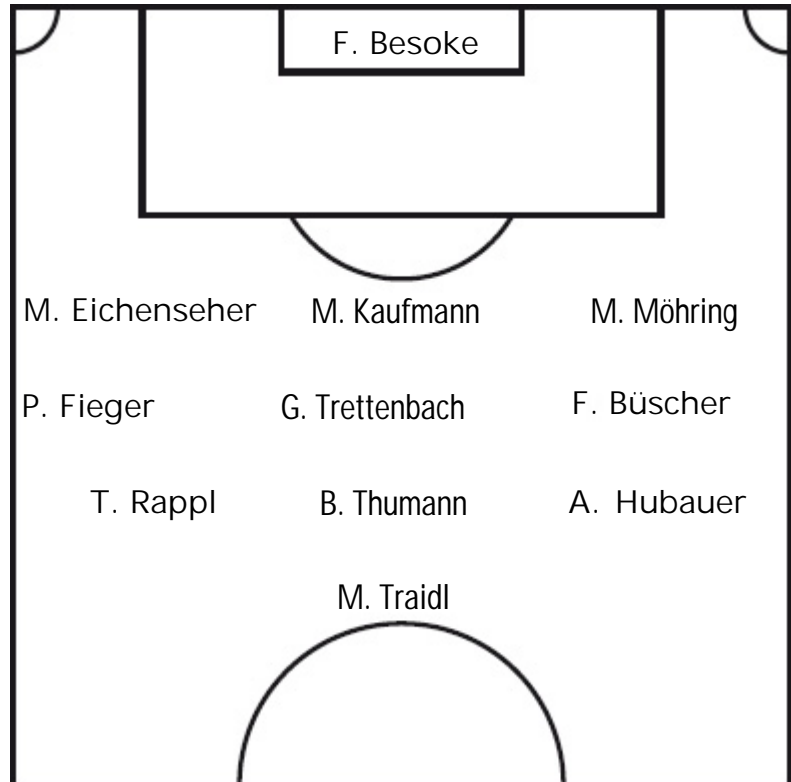 F. Besoke
M. Eichenseher M. Kaufmann M. Möhring
P. Fieger G. Trettenbach F. Büscher
T. Rappl B. Thumann A. Hubauer
M. Traidl